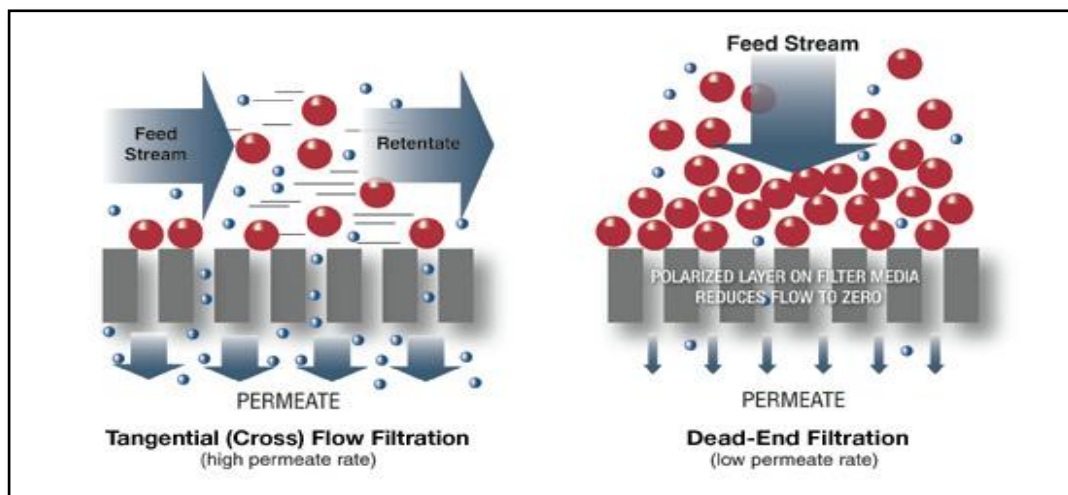 Feed
Stream
Retentate
PERMEATE
Tangential (Cross) Flow Filtration
(high permeate rate)
Feed Stream
POLARIZED LAYER ON FILTER MEDIA
REDUCES FLOW TO ZERO
PERMEATE
Dead-End Filtration
(low permeate rate)